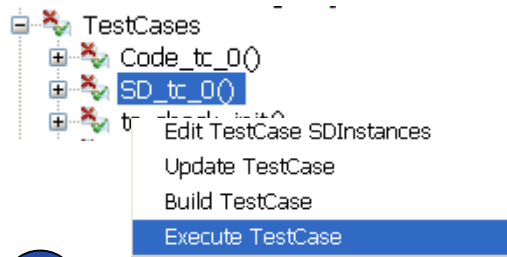 TestCases
Code_tc_0()
SD_tc_0()
Edit TestCase SDInstances
Update TestCase
Build TestCase
Execute TestCase